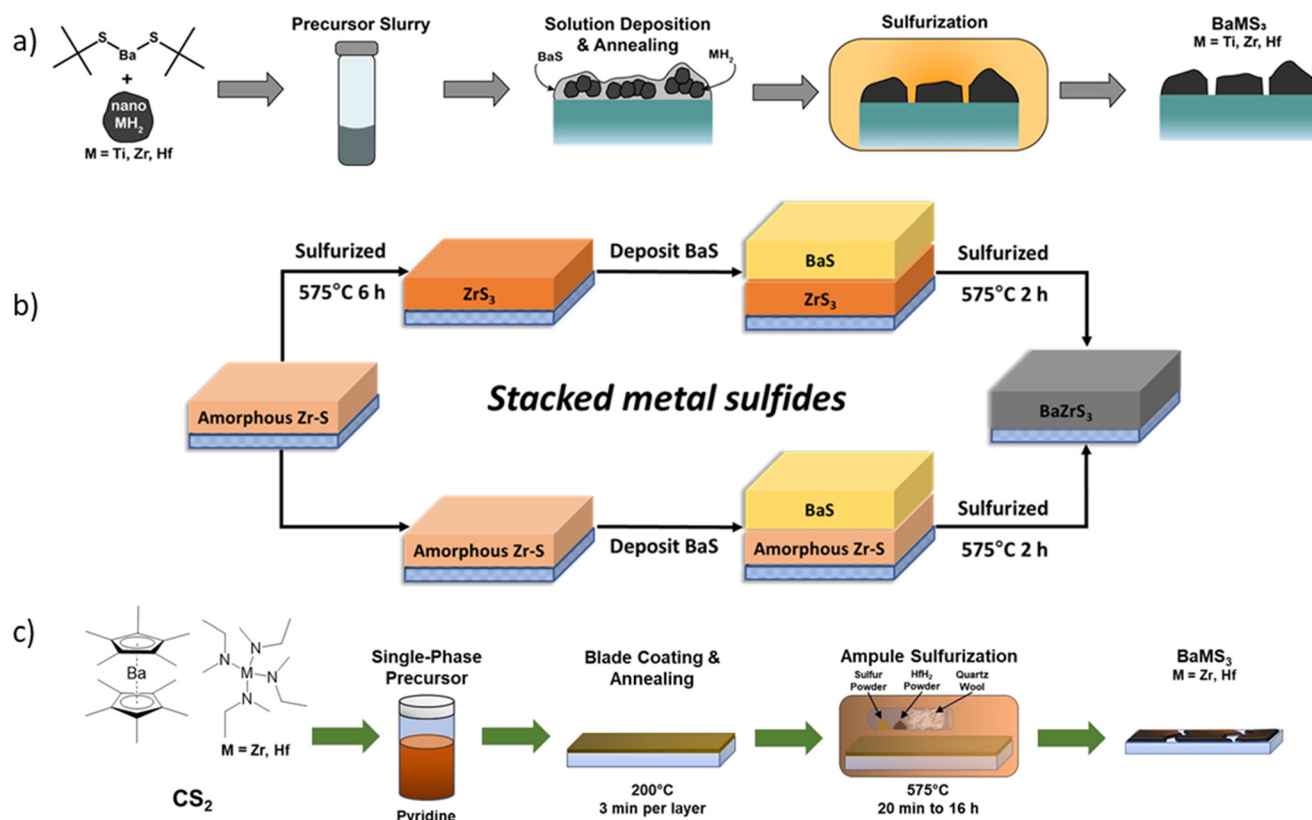 a)
S
S
Ba
+
nano
MH₂
M = Ti, Zr, Hf
Precursor Slurry
Solution Deposition
& Annealing
BaS
MH₂
Sulfurization
BaMS₃
M = Ti, Zr, Hf
b)
Sulfurized
575°C 6 h
ZrS₃
Deposit BaS
BaS
ZrS₃
Sulfurized
575°C 2 h
Amorphous Zr-S
Stacked metal sulfides
BaZrS₃
Amorphous Zr-S
Deposit BaS
BaS
Amorphous Zr-S
Sulfurized
575°C 2 h
c)
Ba
N
N
M
N
N
M = Zr, Hf
CS₂
Single-Phase
Precursor
Pyridine
Blade Coating &
Annealing
200°C
3 min per layer
Ampule Sulfurization
Sulfur
Powder
HfH₂
Powder
Quartz
Wool
575°C
20 min to 16 h
BaMS₃
M = Zr, Hf